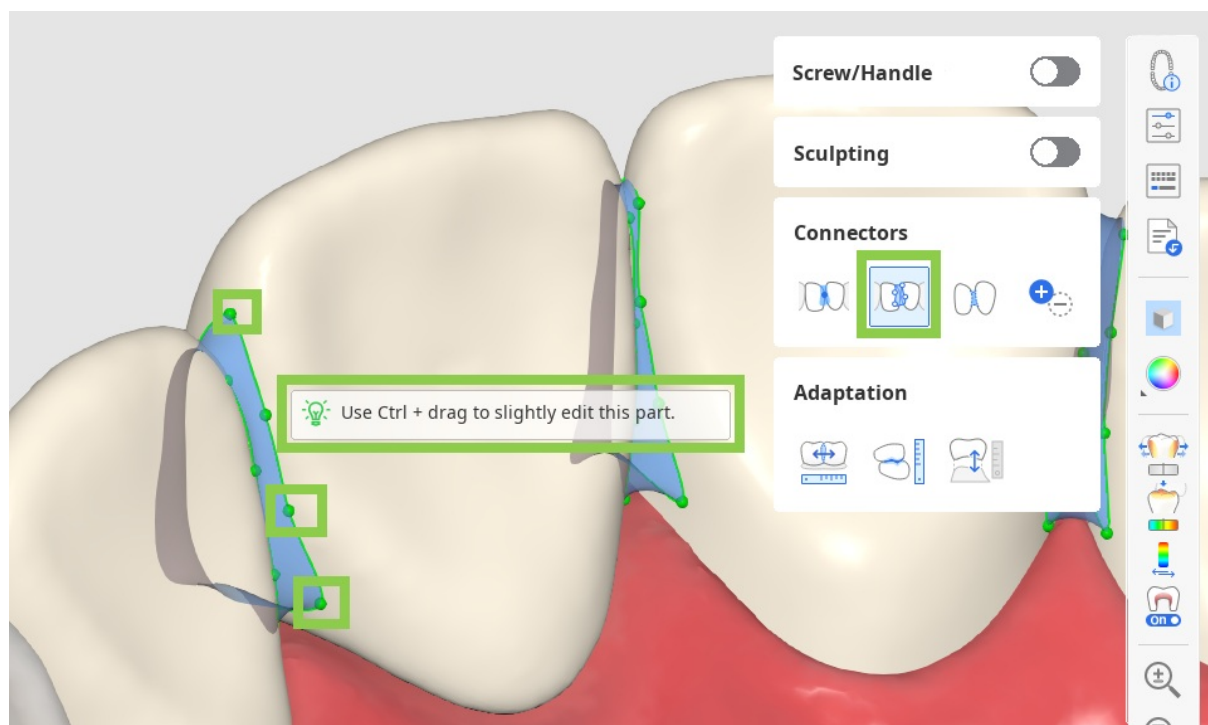 Screw/Handle
Sculpting
Connectors
Use Ctrl + drag to slightly edit this part.
Adaptation
On